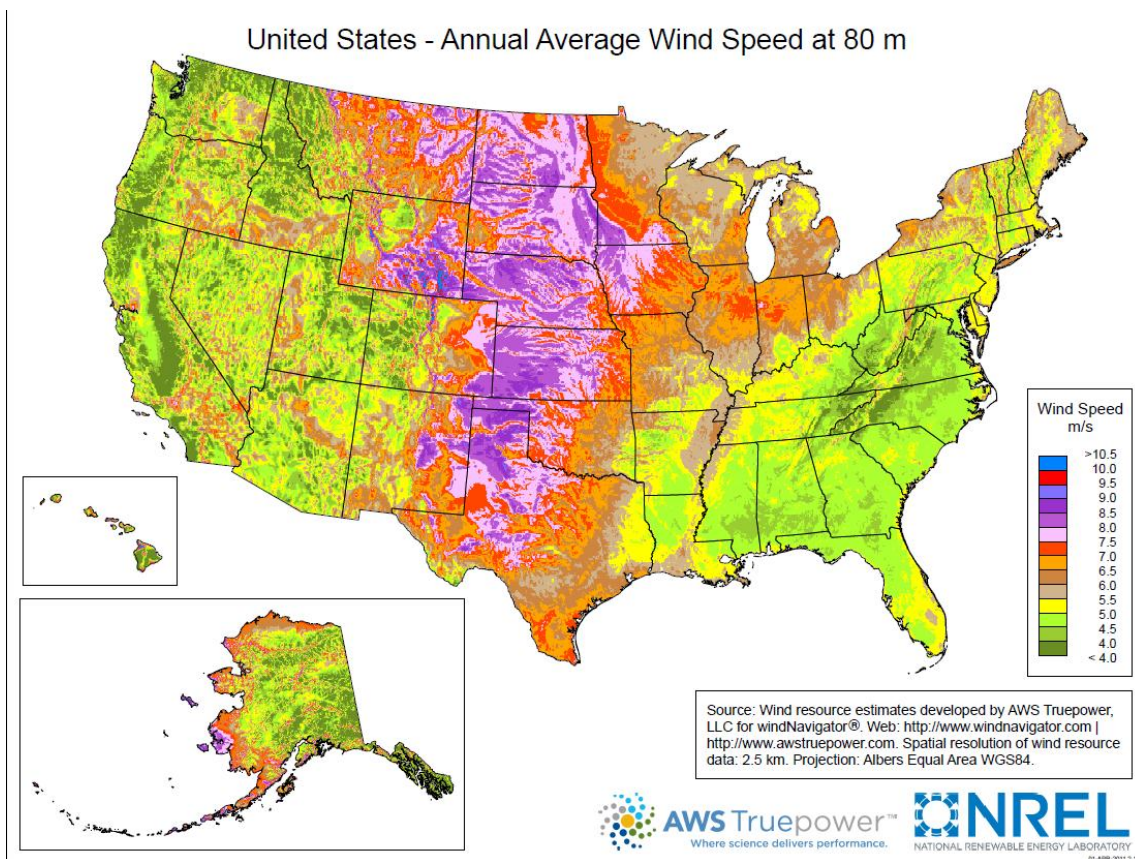 United States - Annual Average Wind Speed at 80 m
Wind Speed
m/s
>10.5
10.0
9.5
9.0
8.5
8.0
7.5
7.0
6.5
6.0
5.5
5.0
4.5
4.0
< 4.0
Source: Wind resource estimates developed by AWS Truepower,
LLC for windNavigator®. Web: http://www.windnavigator.com |
http://www.awstruepower.com. Spatial resolution of wind resource
data: 2.5 km. Projection: Albers Equal Area WGS84.
AWS Truepower™
Where science delivers performance.
NREL
NATIONAL RENEWABLE ENERGY LABORATORY